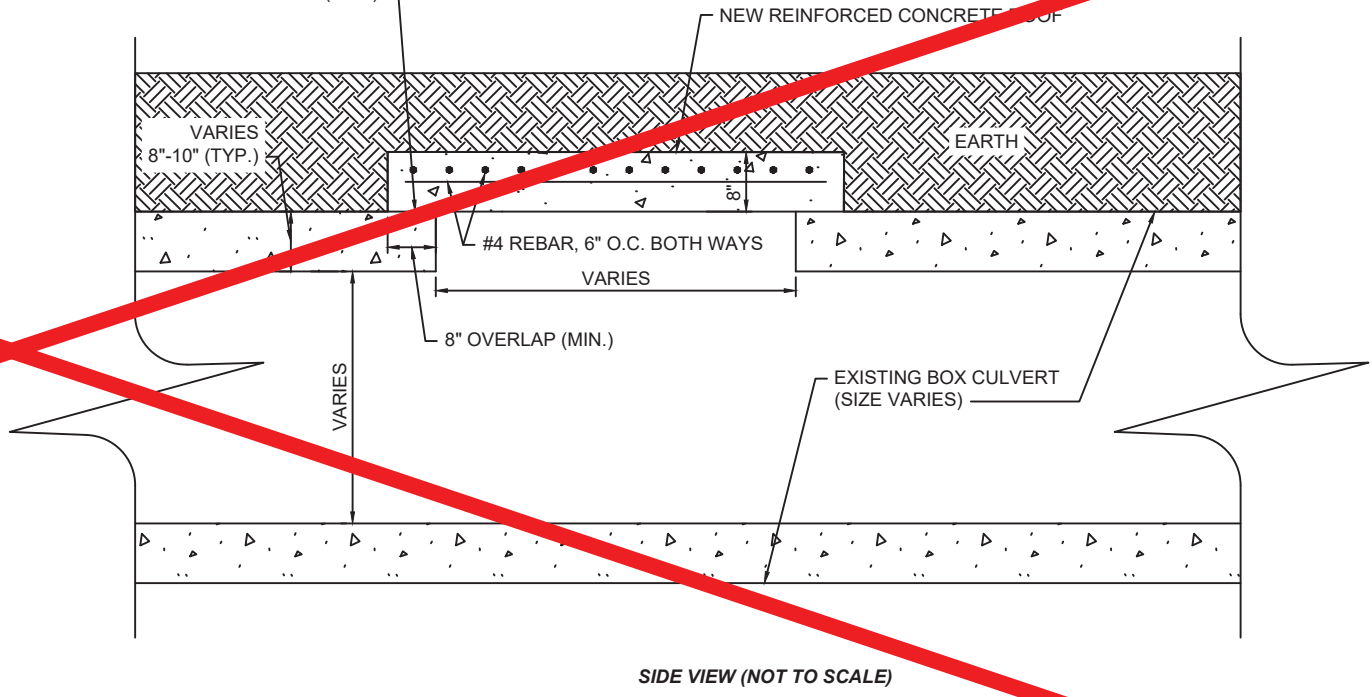 NEW REINFORCED CONCRETE ROOF
VARIES
8"-10" (TYP.)
EARTH
8"
#4 REBAR, 6" O.C. BOTH WAYS
VARIES
8" OVERLAP (MIN.)
VARIES
EXISTING BOX CULVERT
(SIZE VARIES)
SIDE VIEW (NOT TO SCALE)